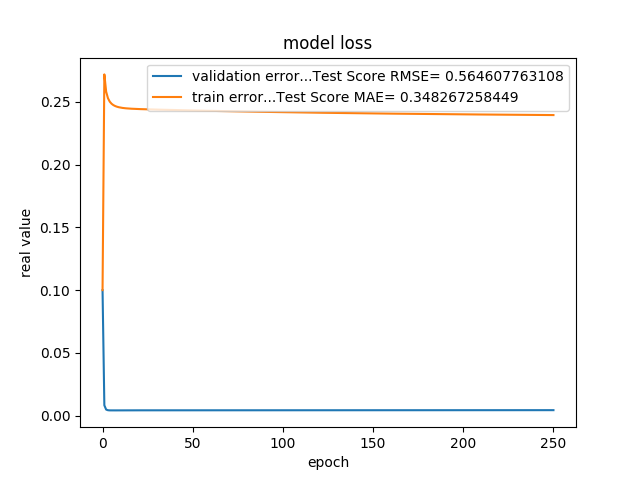 model loss
validation error...Test Score RMSE= 0.564607763108
train error...Test Score MAE= 0.348267258449
real value
0.25
0.20
0.15
0.10
0.05
0.00
0 50 100 150 200 250
epoch